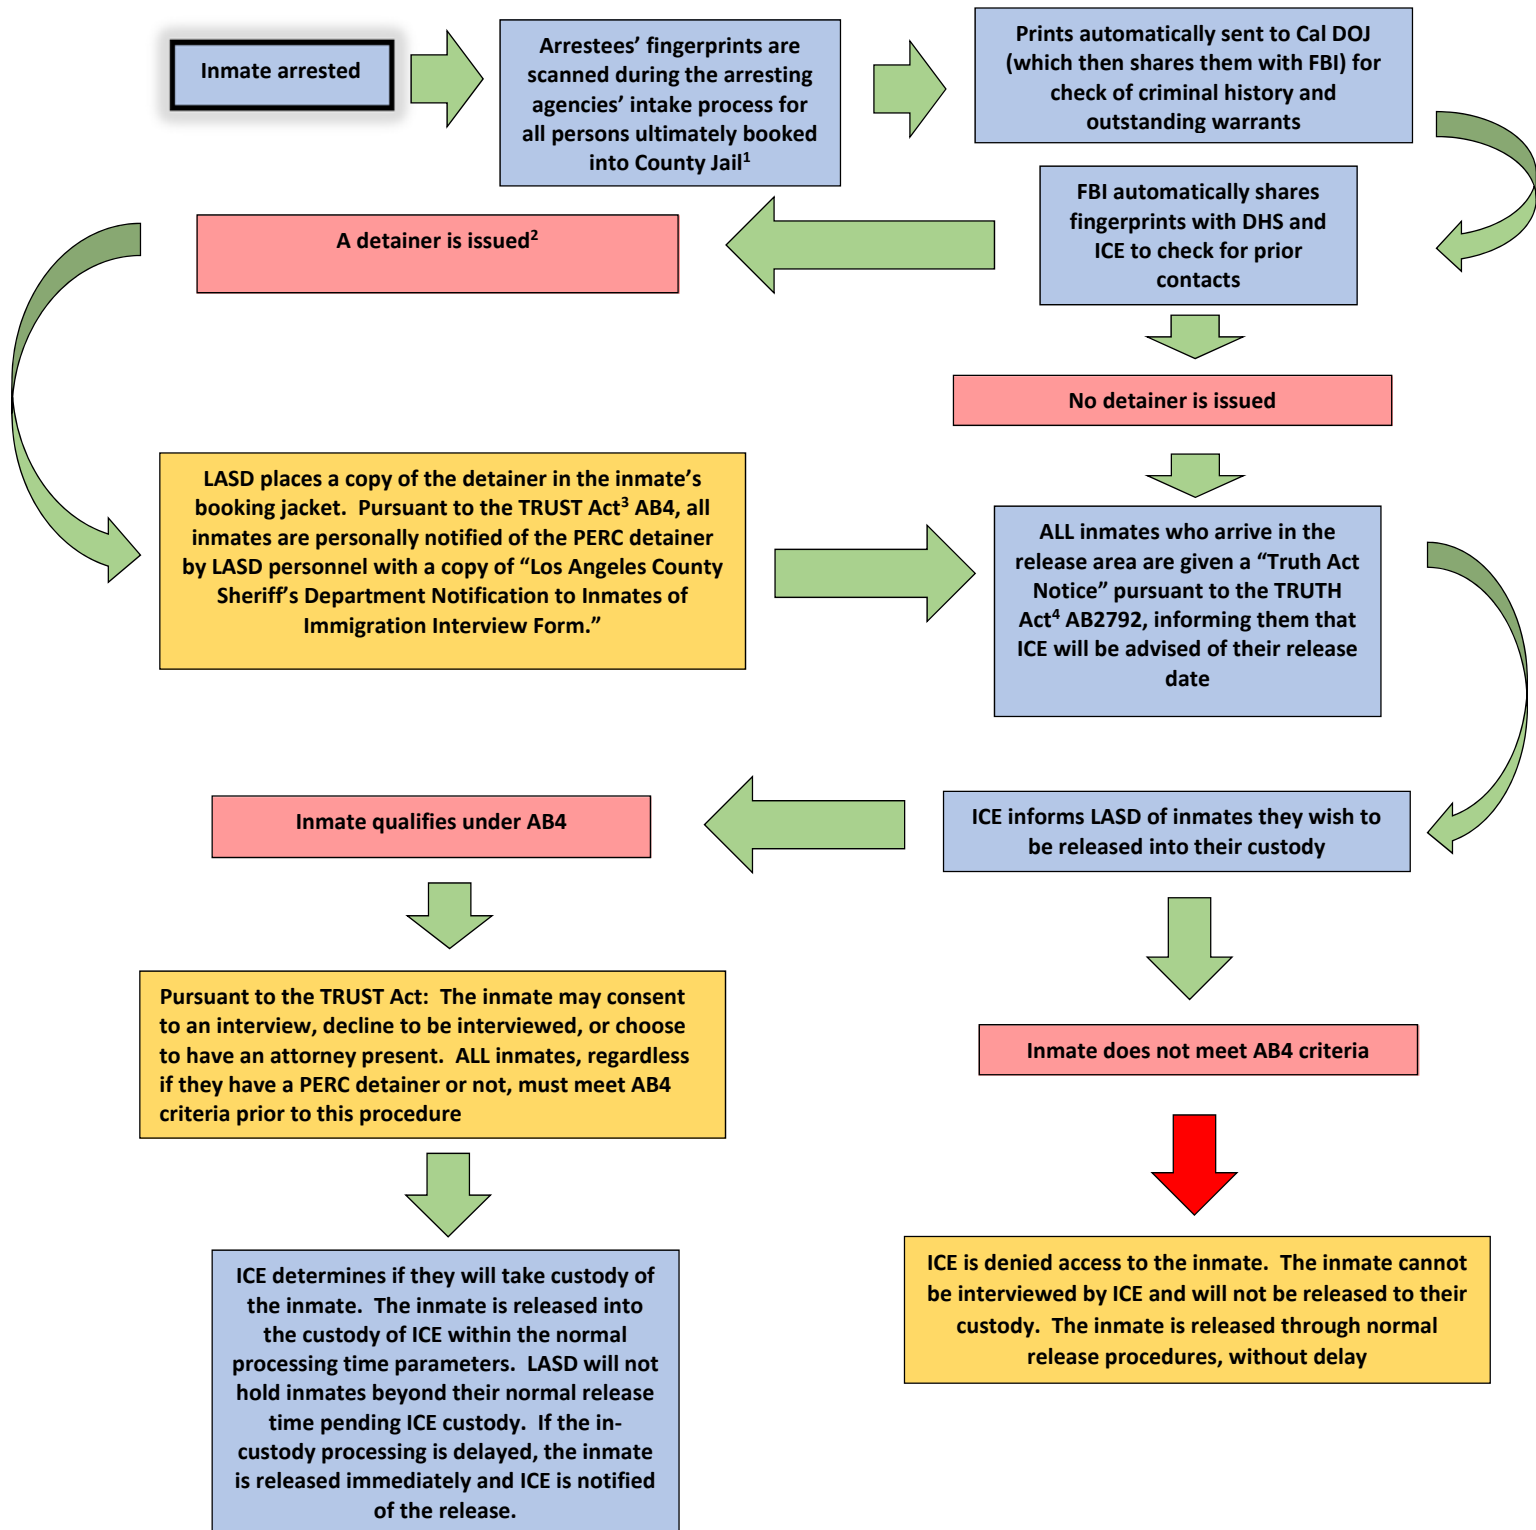 Inmate arrested
Arrestees’ fingerprints are
scanned during the arresting
agencies’ intake process for
all persons ultimately booked
into County Jail¹
Prints automatically sent to Cal DOJ
(which then shares them with FBI) for
check of criminal history and
outstanding warrants
FBI automatically shares
fingerprints with DHS and
ICE to check for prior
contacts
A detainer is issued²
No detainer is issued
LASD places a copy of the detainer in the inmate’s
booking jacket.  Pursuant to the TRUST Act³ AB4, all
inmates are personally notified of the PERC detainer
by LASD personnel with a copy of “Los Angeles County
Sheriff’s Department Notification to Inmates of
Immigration Interview Form.”
ALL inmates who arrive in the
release area are given a “Truth Act
Notice” pursuant to the TRUTH
Act⁴ AB2792, informing them that
ICE will be advised of their release
date
ICE informs LASD of inmates they wish to
be released into their custody
Inmate qualifies under AB4
Pursuant to the TRUST Act:  The inmate may consent
to an interview, decline to be interviewed, or choose
to have an attorney present.  ALL inmates, regardless
if they have a PERC detainer or not, must meet AB4
criteria prior to this procedure
Inmate does not meet AB4 criteria
ICE determines if they will take custody of
the inmate.  The inmate is released into
the custody of ICE within the normal
processing time parameters.  LASD will not
hold inmates beyond their normal release
time pending ICE custody.  If the in-
custody processing is delayed, the inmate
is released immediately and ICE is notified
of the release.
ICE is denied access to the inmate.  The inmate cannot
be interviewed by ICE and will not be released to their
custody.  The inmate is released through normal
release procedures, without delay